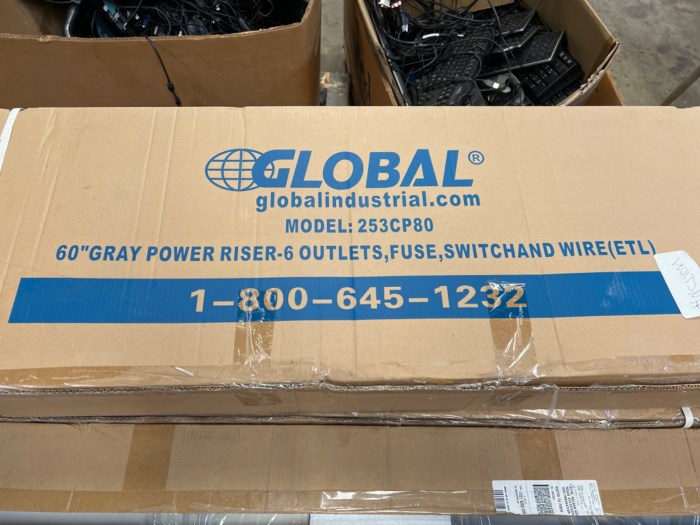 GLOBAL®
globalindustrial.com
MODEL: 253CP80
60"GRAY POWER RISER-6 OUTLETS,FUSE,SWITCHAND WIRE(ETL)
1-800-645-1232